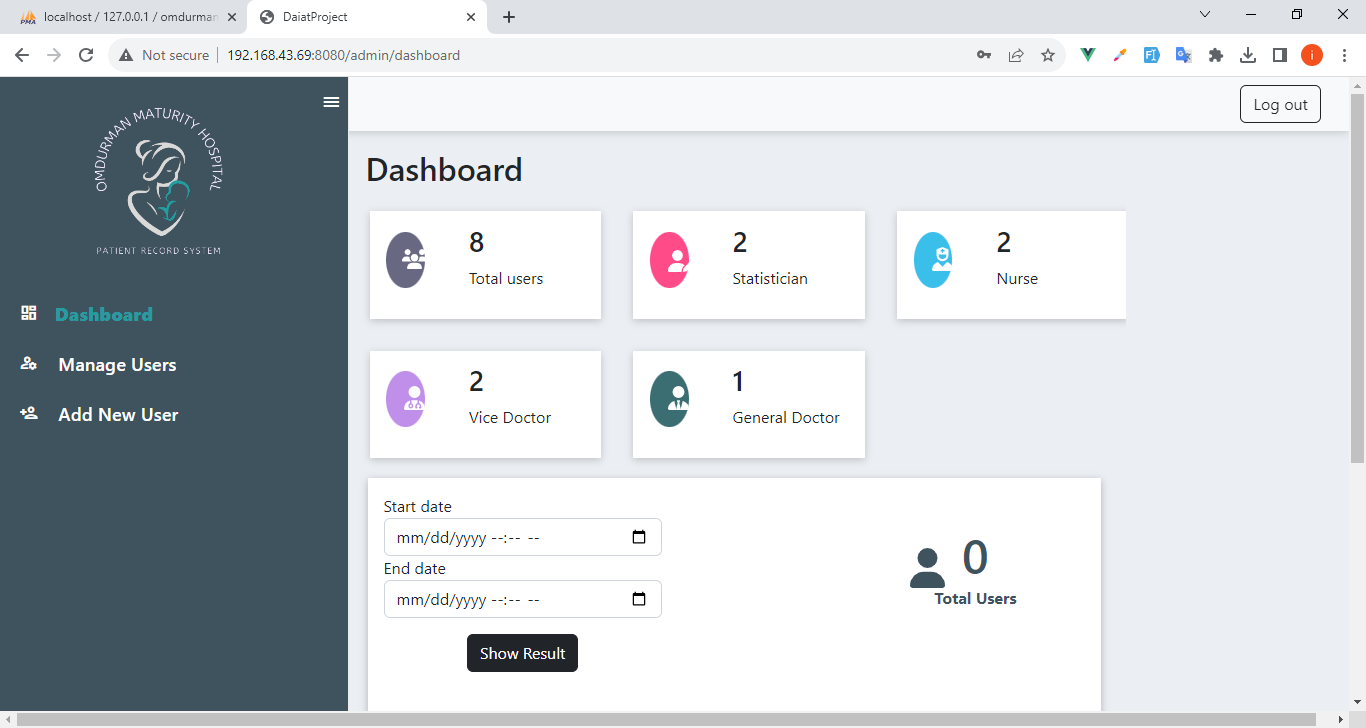 localhost / 127.0.0.1 / omdurman
DaiatProject
Not secure
192.168.43.69:8080/admin/dashboard
OMDURMAN MATURITY HOSPITAL
PATIENT RECORD SYSTEM
Log out
Dashboard
Manage Users
Add New User
Dashboard
8
Total users
2
Statistician
2
Nurse
2
Vice Doctor
1
General Doctor
Start date
mm/dd/yyyy --:-- --
End date
mm/dd/yyyy --:-- --
Show Result
0
Total Users